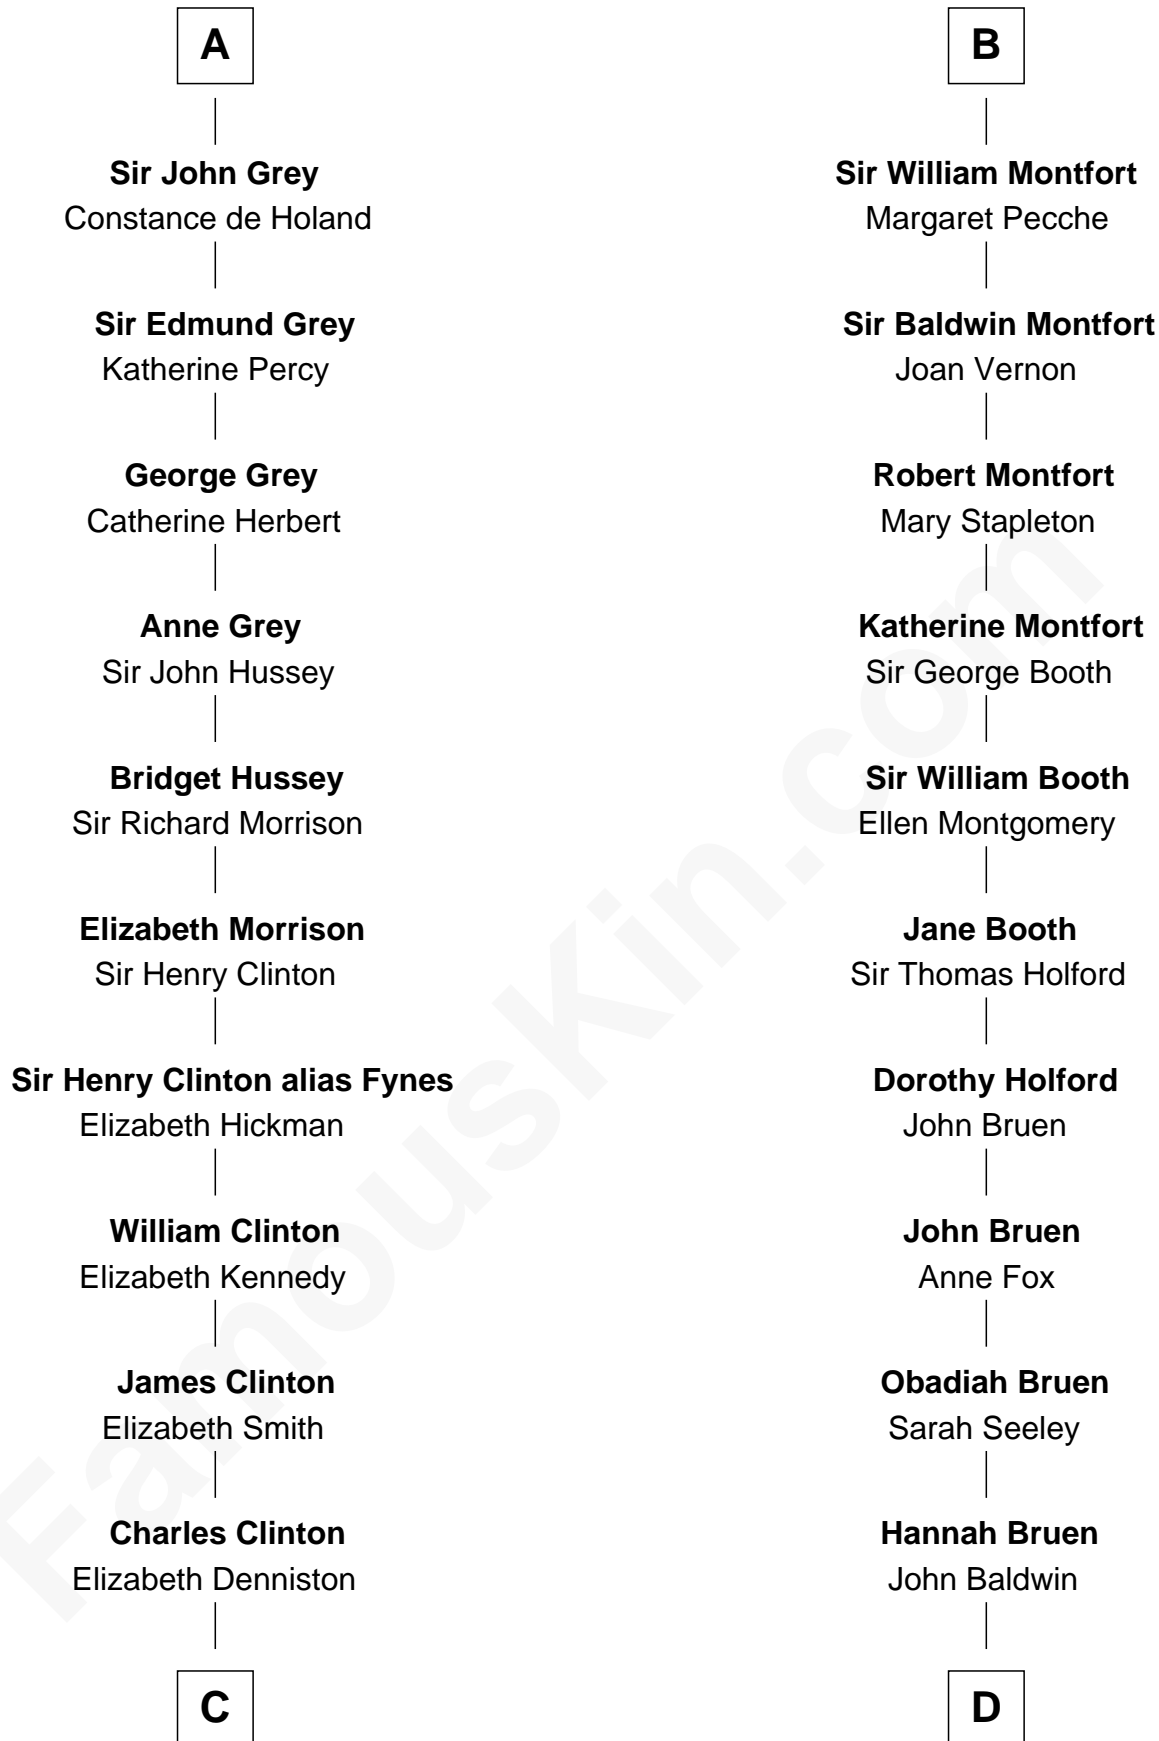 A
Sir John Grey
Constance de Holand
Sir Edmund Grey
Katherine Percy
George Grey
Catherine Herbert
Anne Grey
Sir John Hussey
Bridget Hussey
Sir Richard Morrison
Elizabeth Morrison
Sir Henry Clinton
Sir Henry Clinton alias Fynes
Elizabeth Hickman
William Clinton
Elizabeth Kennedy
James Clinton
Elizabeth Smith
Charles Clinton
Elizabeth Denniston
C
B
Sir William Montfort
Margaret Pecche
Sir Baldwin Montfort
Joan Vernon
Robert Montfort
Mary Stapleton
Katherine Montfort
Sir George Booth
Sir William Booth
Ellen Montgomery
Jane Booth
Sir Thomas Holford
Dorothy Holford
John Bruen
John Bruen
Anne Fox
Obadiah Bruen
Sarah Seeley
Hannah Bruen
John Baldwin
D
FamousKin.com